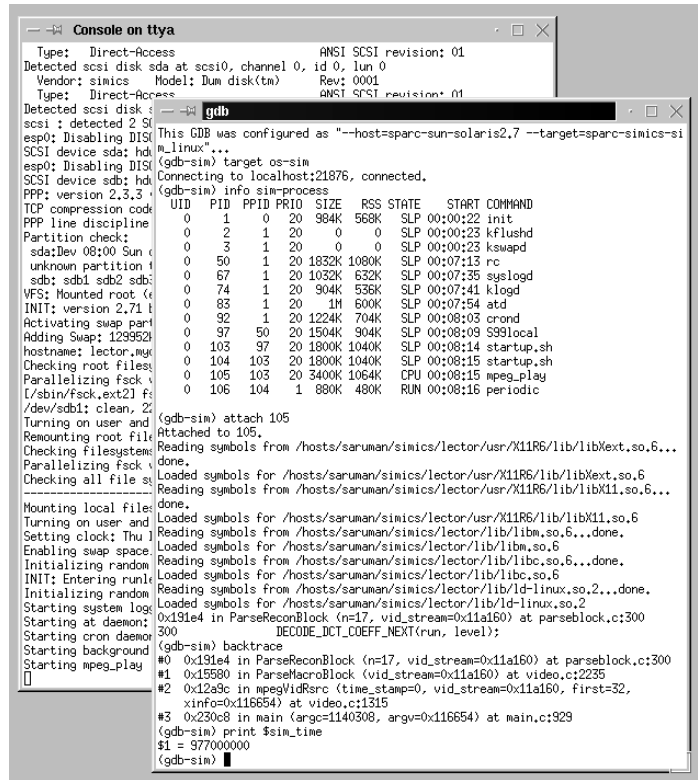 Console on ttya
Type: Direct-Access ANSI SCSI revision: 01
Detected scsi disk sda at scsi0, channel 0, id 0, lun 0
Vendor: simics Model: Dum disk(tm) Rev: 0001
Type: Direct-Access ANSI SCSI revision: 01
Detected scsi disk s
scsi : detected 2 S
esp0: Disabling DIS
SCSI device sda: hd
esp0: Disabling DIS
SCSI device sdb: hd
PPP: version 2.3.3
TCP compression code
PPP line discipline
Partition check:
sda:Dev 08:00 Sun
unknown partition
sdb: sdb1 sdb2 sdb
VFS: Mounted root (
INIT: version 2.71
Activating swap part
Adding Swap: 129952
hostname: lector.my
Checking root files
Parallelizing fsck
[/sbin/fsck.ext2] f
/dev/sdb1: clean, 2
Turning on user and
Remounting root file
Checking filesystems
Parallelizing fsck
Checking all file s
--------------------
Mounting local files
Turning on user and
Setting clock: Thu
Enabling swap space.
Initializing random
INIT: Entering runle
Initializing random
Starting system logg
Starting at daemon:
Starting cron daemon
Starting background
Starting mpeg_play
gdb
This GDB was configured as "--host=sparc-sun-solaris2.7 --target=sparc-simics-si
m_linux"...
(gdb-sim) target os-sim
Connecting to localhost:21876, connected.
(gdb-sim) info sim-process
UID PID PPID PRIO SIZE RSS STATE START COMMAND
0 1 0 20 984K 568K SLP 00:00:22 init
0 2 1 20 0 0 SLP 00:00:23 kflushd
0 3 1 20 0 0 SLP 00:00:23 kswapd
0 50 1 20 1832K 1080K SLP 00:07:13 rc
0 67 1 20 1032K 632K SLP 00:07:35 syslogd
0 74 1 20 904K 536K SLP 00:07:41 klogd
0 83 1 20 1M 600K SLP 00:07:54 atd
0 92 1 20 1224K 704K SLP 00:08:03 crond
0 97 50 20 1504K 904K SLP 00:08:09 S99local
0 103 97 20 1800K 1040K SLP 00:08:14 startup.sh
0 104 103 20 1800K 1040K SLP 00:08:15 startup.sh
0 105 103 20 3400K 1064K CPU 00:08:15 mpeg_play
0 106 104 1 880K 480K RUN 00:08:16 periodic
(gdb-sim) attach 105
Attached to 105.
Reading symbols from /hosts/saruman/simics/lector/usr/X11R6/lib/libXext.so.6...
done.
Loaded symbols for /hosts/saruman/simics/lector/usr/X11R6/lib/libXext.so.6
Reading symbols from /hosts/saruman/simics/lector/usr/X11R6/lib/libX11.so.6...
done.
Loaded symbols for /hosts/saruman/simics/lector/usr/X11R6/lib/libX11.so.6
Reading symbols from /hosts/saruman/simics/lector/lib/libm.so.6...done.
Loaded symbols for /hosts/saruman/simics/lector/lib/libm.so.6
Reading symbols from /hosts/saruman/simics/lector/lib/libc.so.6...done.
Loaded symbols for /hosts/saruman/simics/lector/lib/libc.so.6
Reading symbols from /hosts/saruman/simics/lector/lib/ld-linux.so.2...done.
Loaded symbols for /hosts/saruman/simics/lector/lib/ld-linux.so.2
0x191e4 in ParseReconBlock (n=17, vid_stream=0x11a160) at parseblock.c:300
300 DECODE_DCT_COEFF_NEXT(run, level);
(gdb-sim) backtrace
#0 0x191e4 in ParseReconBlock (n=17, vid_stream=0x11a160) at parseblock.c:300
#1 0x15580 in ParseMacroBlock (vid_stream=0x11a160) at video.c:2235
#2 0x12a9c in mpegVidRsrc (time_stamp=0, vid_stream=0x11a160, first=32,
xinfo=0x116654) at video.c:1315
#3 0x230c8 in main (argc=1140308, argv=0x116654) at main.c:929
(gdb-sim) print $sim_time
$1 = 977000000
(gdb-sim)